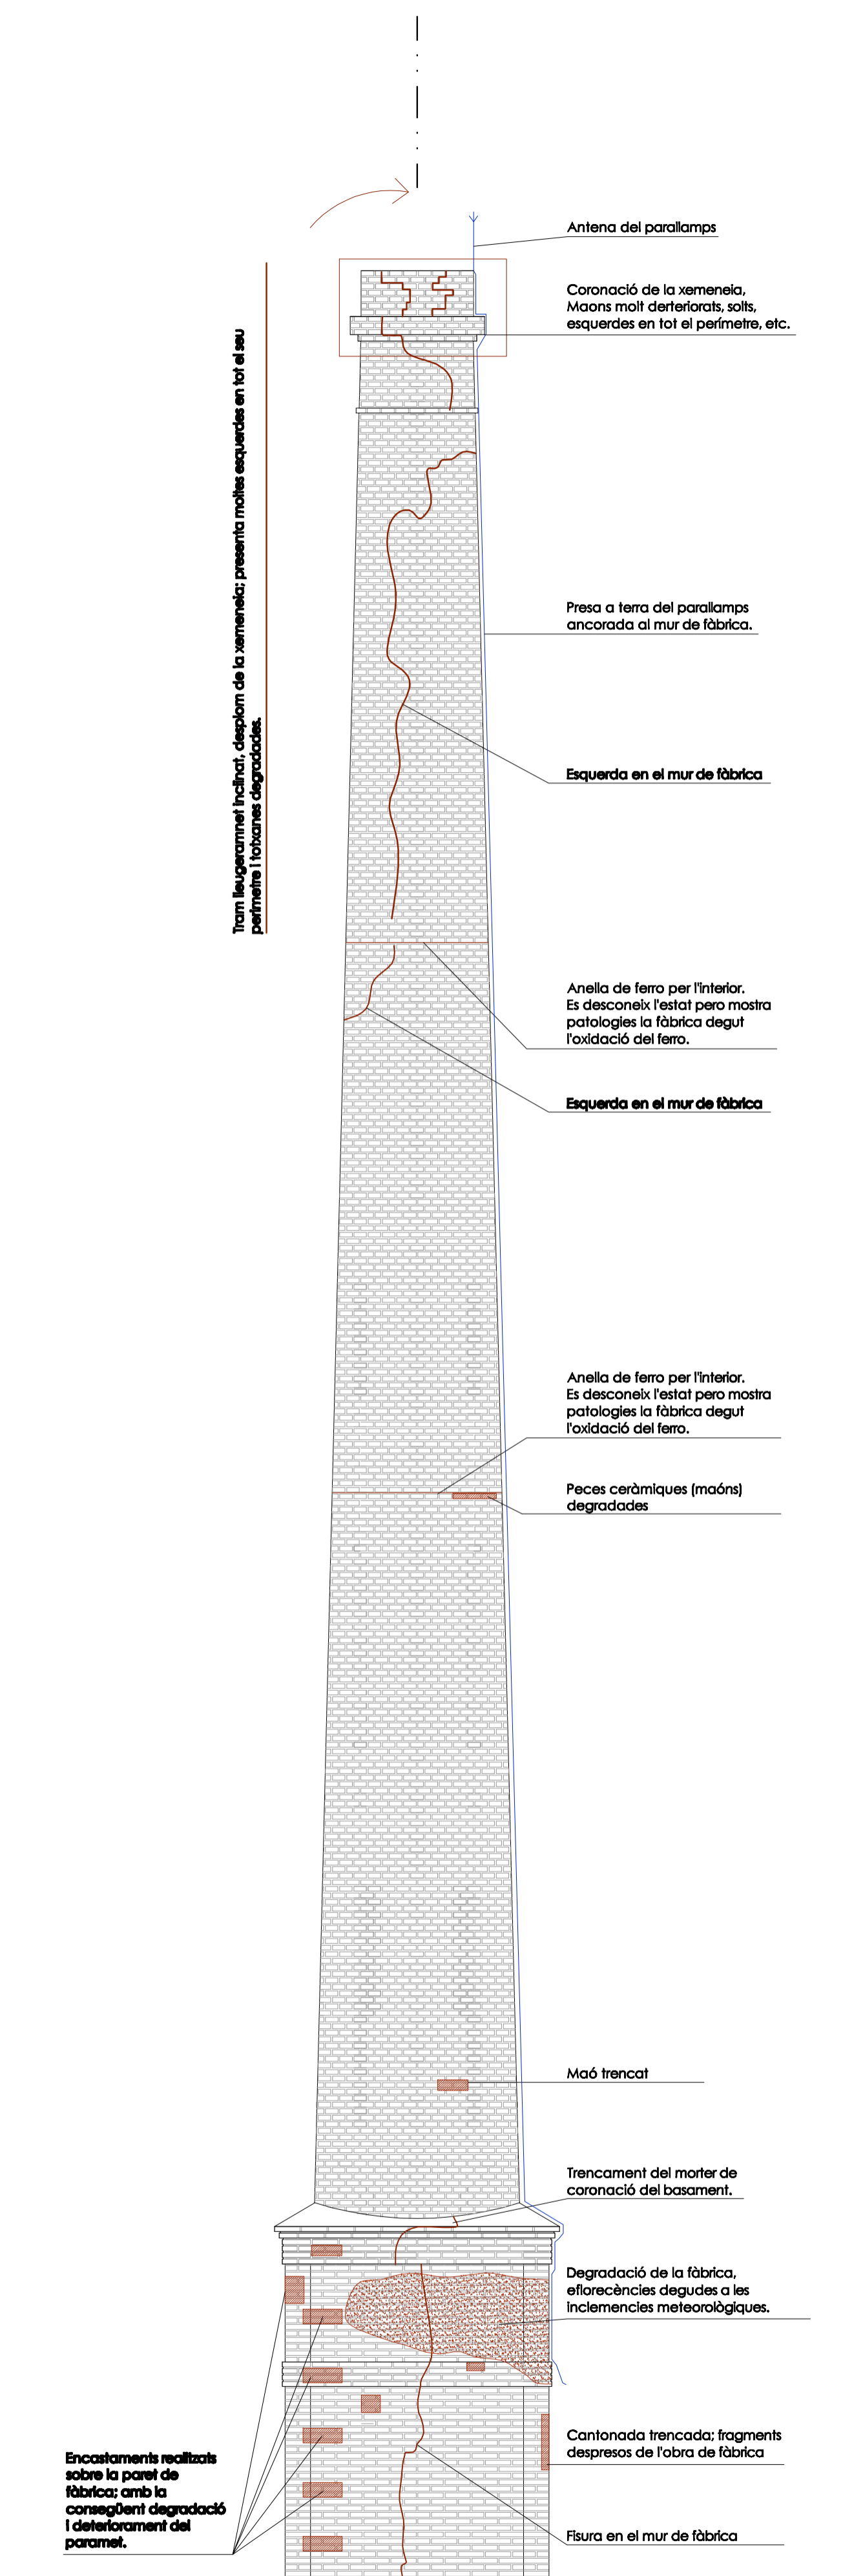 Antena del parallamps
Coronació de la xemeneia,
Maons molt derteriorats, solts,
esquerdes en tot el perímetre, etc.
Tram lleugeramnet inclinat, desplom de la xemeneia; presenta moltes esquerdes en tot el seu
perímetre i totxanes degradades.
Presa a terra del parallamps
ancorada al mur de fàbrica.
Esquerda en el mur de fàbrica
Anella de ferro per l'interior.
Es desconeix l'estat pero mostra
patologies la fàbrica degut
l'oxidació del ferro.
Esquerda en el mur de fàbrica
Anella de ferro per l'interior.
Es desconeix l'estat pero mostra
patologies la fàbrica degut
l'oxidació del ferro.
Peces ceràmiques (maóns)
degradades
Maó trencat
Trencament del morter de
coronació del basament.
Degradació de la fàbrica,
eflorecències degudes a les
inclemencies meteorològiques.
Cantonada trencada; fragments
despresos de l'obra de fàbrica
Encastaments realitzats
sobre la paret de
fàbrica; amb la
consegüent degradació
i deteriorament del
paramet.
Fisura en el mur de fàbrica